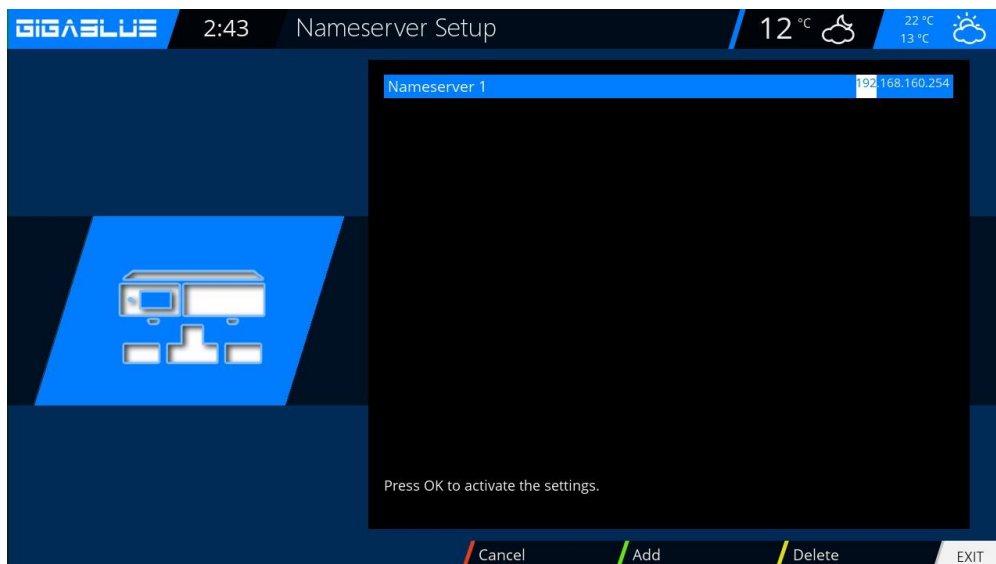 GIGABLUE 2:43 Nameserver Setup 12 °C 22 °C
13 °C
Nameserver 1 192.168.160.254
Press OK to activate the settings.
Cancel Add Delete EXIT